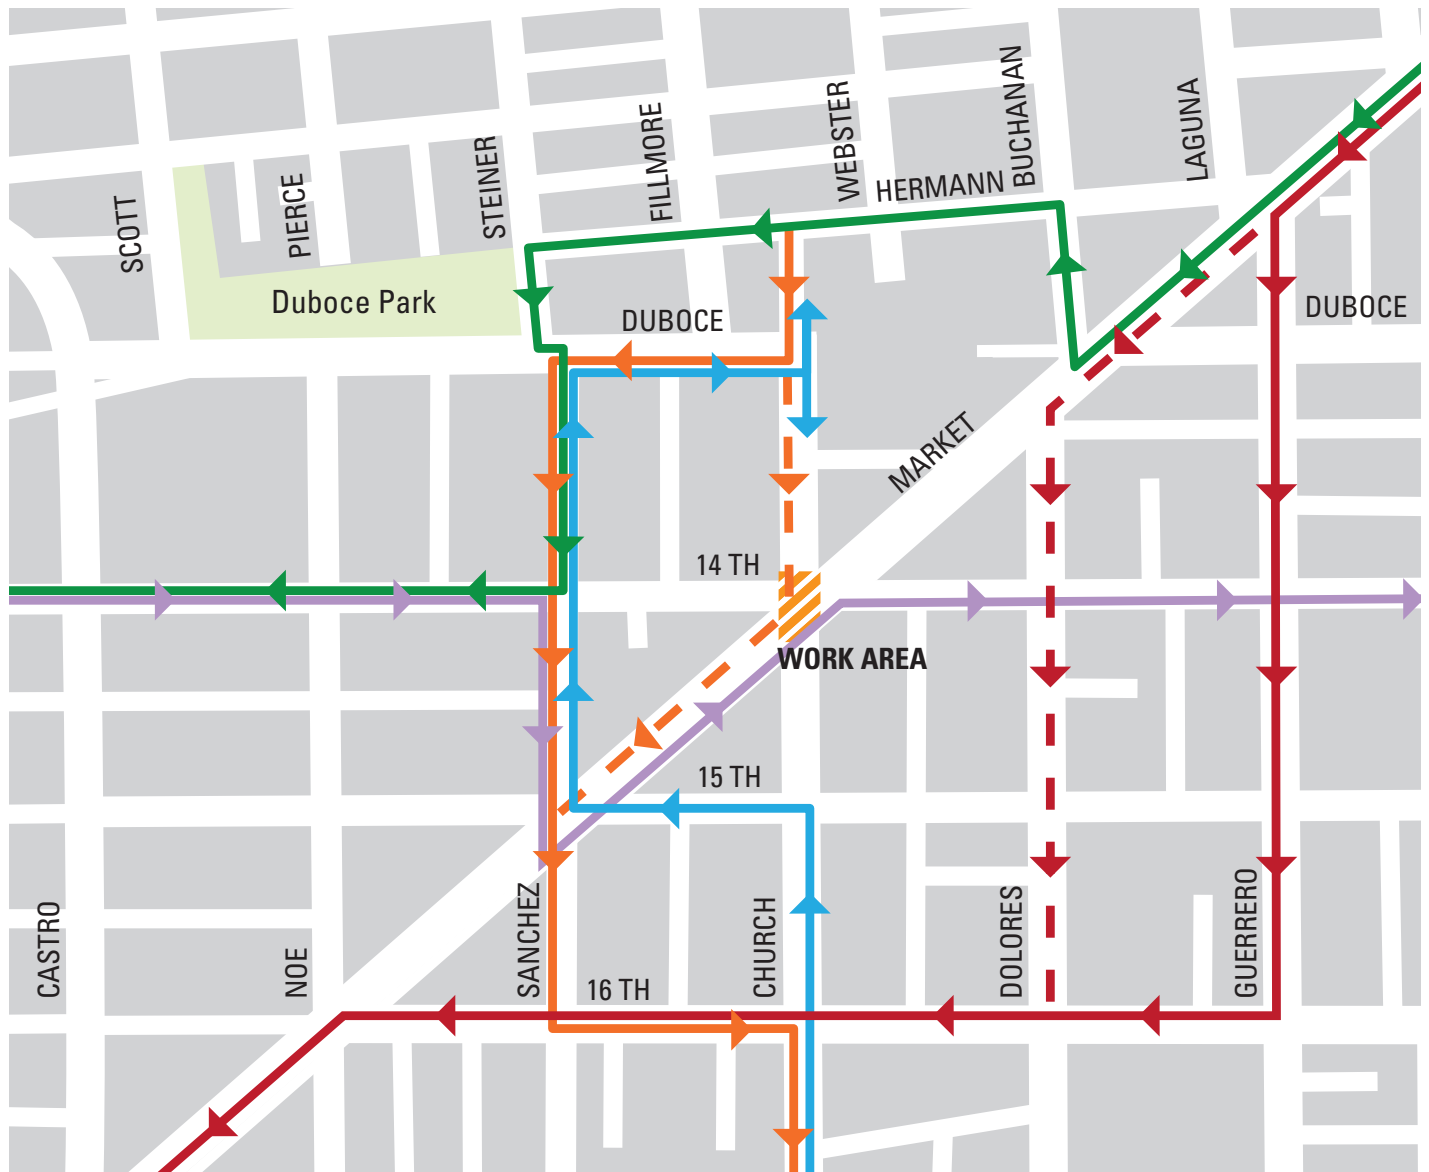 SCOTT
PIERCE
STEINER
FILLMORE
WEBSTER
HERMANN
BUCHANAN
LAGUNA
Duboce Park
DUBOCE
DUBOCE
MARKET
14 TH
WORK AREA
15 TH
CASTRO
NOE
SANCHEZ
16 TH
CHURCH
DOLORES
GUERRERO